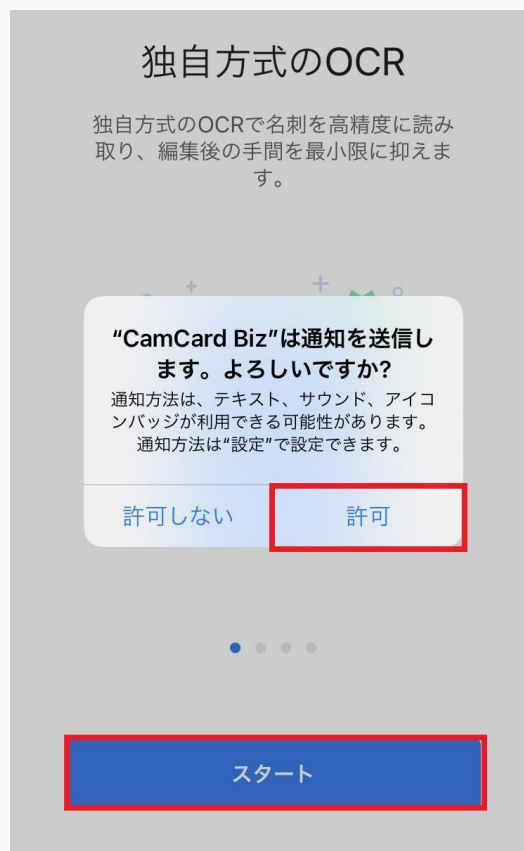 独自方式のOCR
独自方式のOCRで名刺を高精度に読み
取り、編集後の手間を最小限に抑えま
す。
“CamCard Biz”は通知を送信し
ます。よろしいですか?
通知方法は、テキスト、サウンド、アイコ
ンバッジが利用できる可能性があります。
通知方法は“設定”で設定できます。
許可しない
許可
スタート